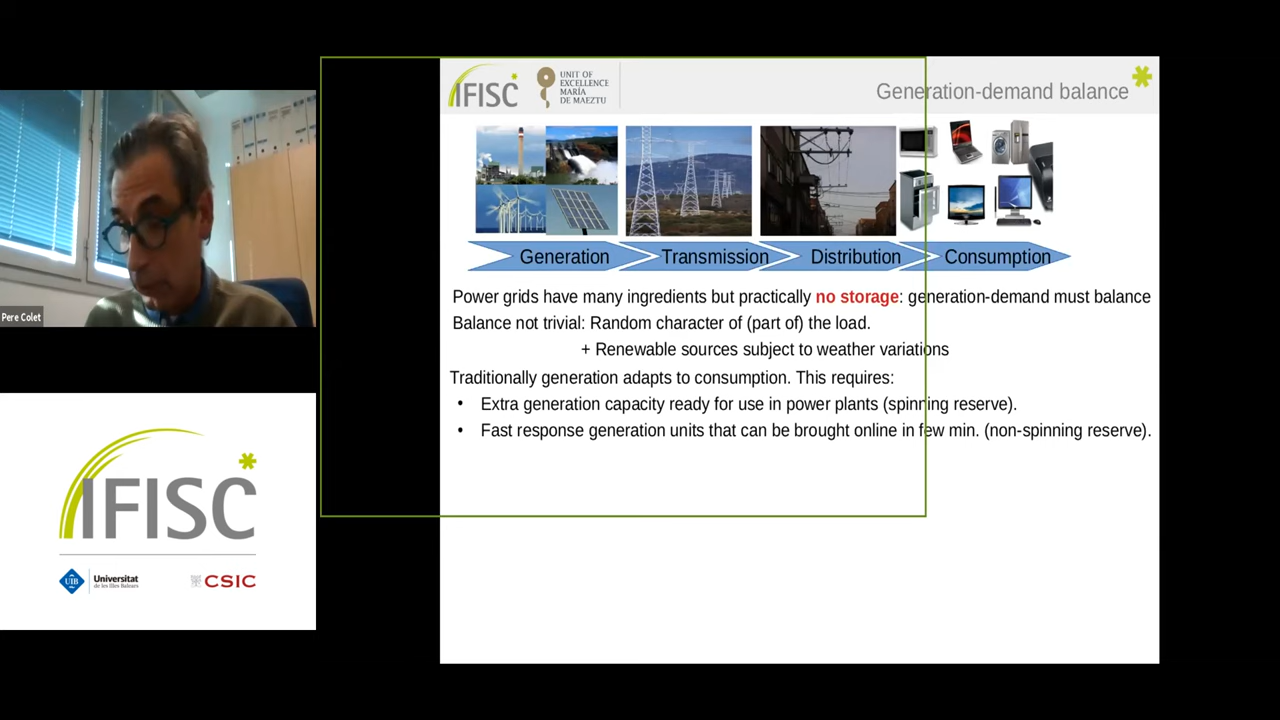 IFISC
UNIT OF
EXCELLENCE
MARÍA
DE MAEZTU
Generation-demand balance
Generation
Transmission
Distribution
Consumption
Power grids have many ingredients but practically no storage: generation-demand must balance
Balance not trivial: Random character of (part of) the load.
+ Renewable sources subject to weather variations
Traditionally generation adapts to consumption. This requires:
• Extra generation capacity ready for use in power plants (spinning reserve).
• Fast response generation units that can be brought online in few min. (non-spinning reserve).
Pere Colet
IFISC
UIB
Universitat
de les Illes Balears
CSIC